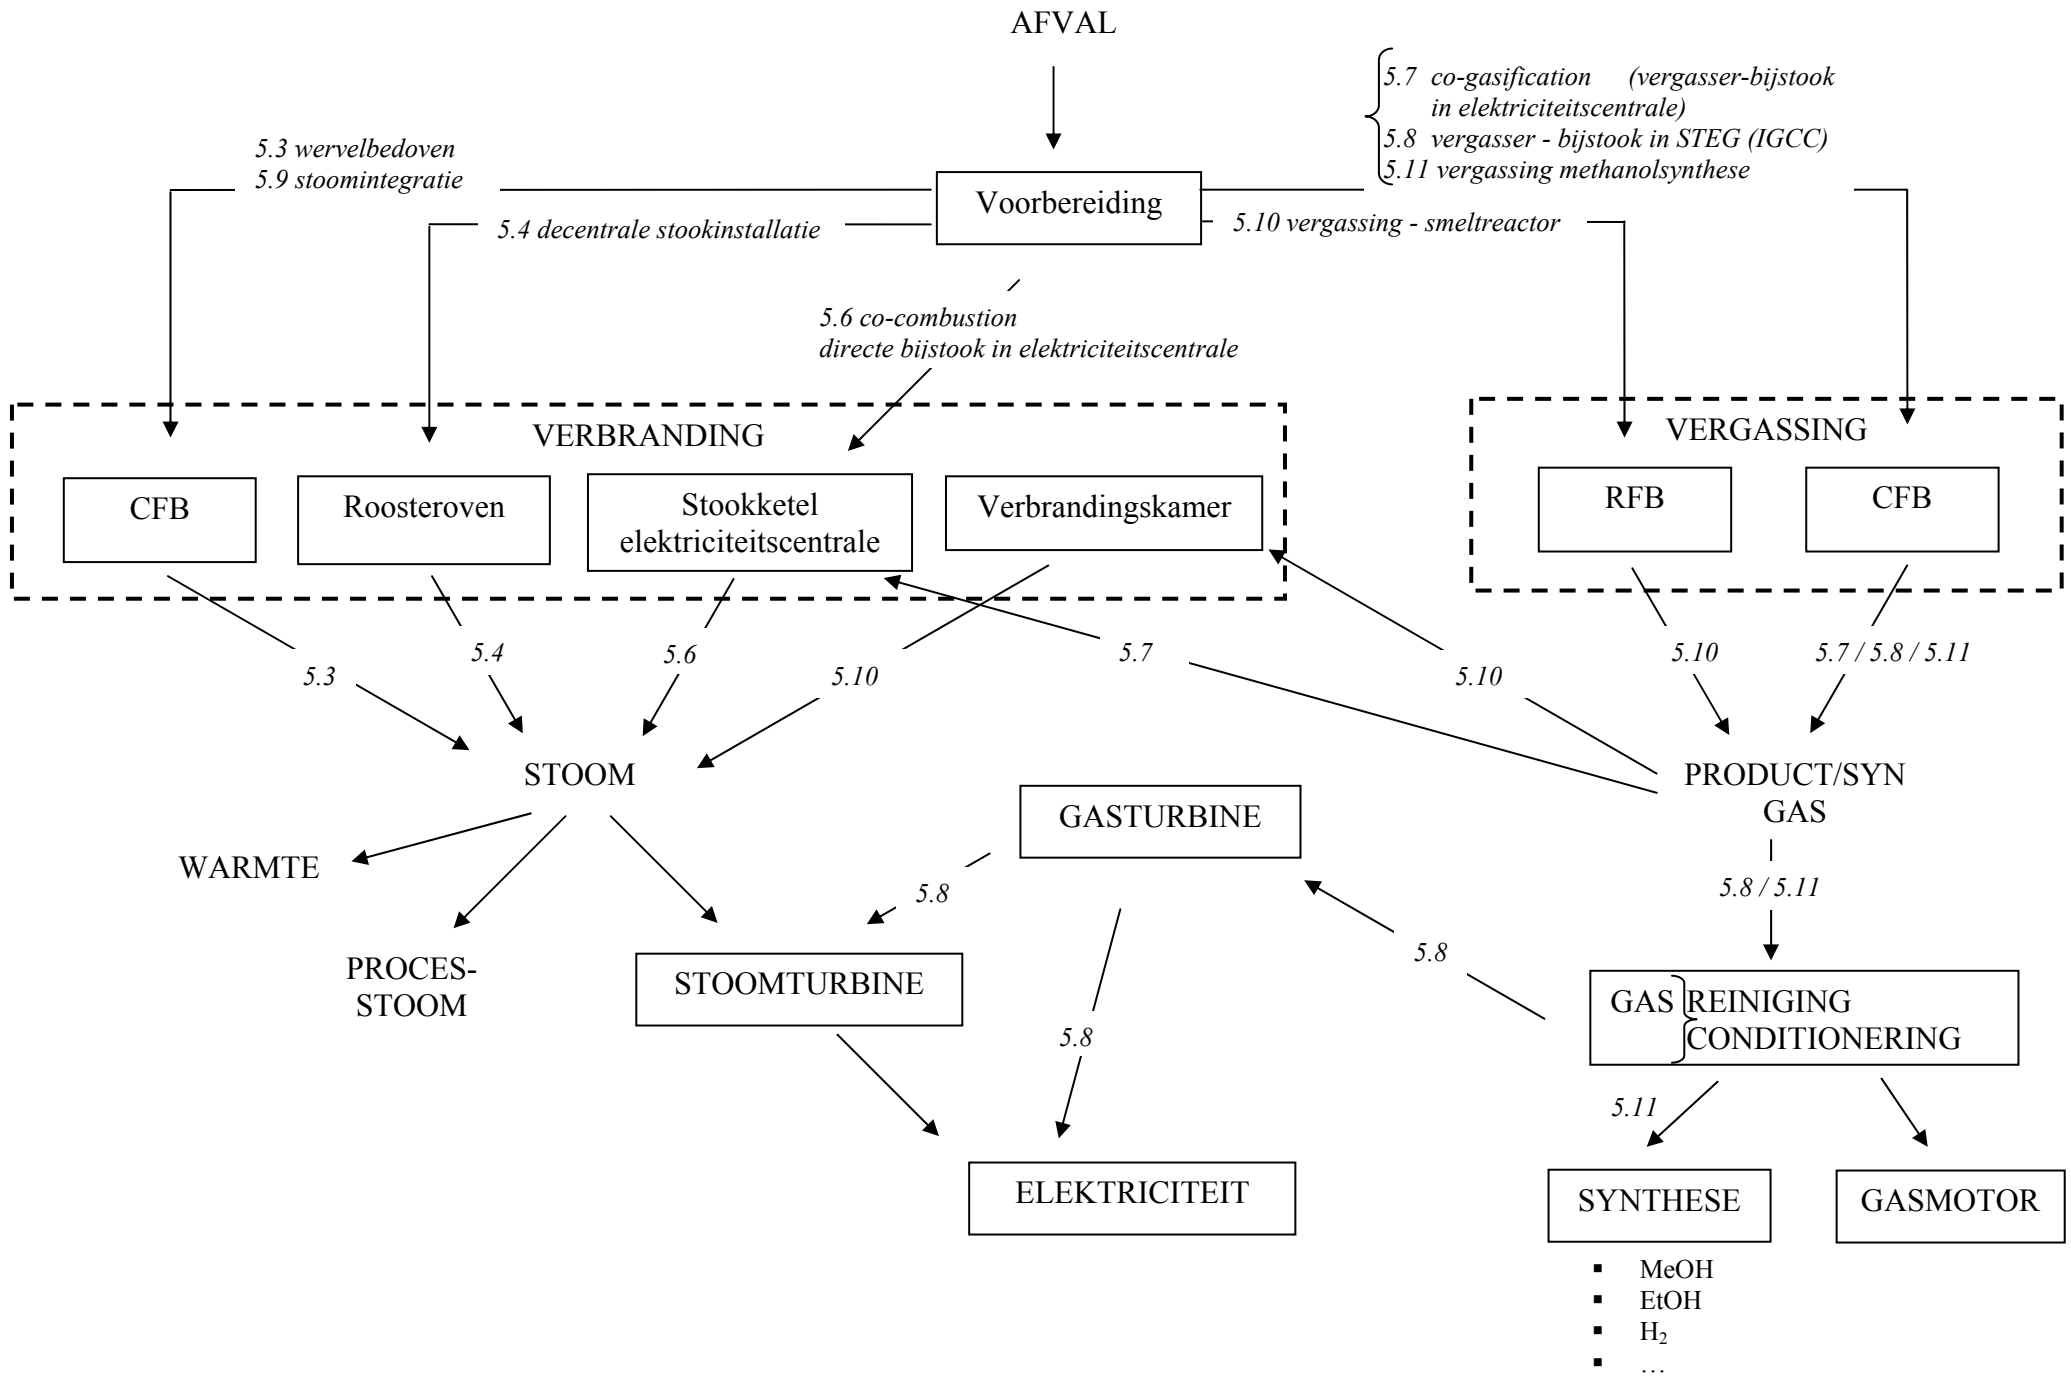 AFVAL
5.7 co-gasification (vergasser-bijstook
in elektriciteitscentrale)
5.8 vergasser - bijstook in STEG (IGCC)
5.11 vergassing methanolsynthese
5.3 wervelbedoven
5.9 stoomintegratie
Voorbereiding
5.4 decentrale stookinstallatie
5.10 vergassing - smeltreactor
5.6 co-combustion
directe bijstook in elektriciteitscentrale
VERBRANDING
VERGASSING
CFB
Roosteroven
Stookketel
elektriciteitscentrale
Verbrandingskamer
RFB
CFB
5.3
5.4
5.6
5.10
5.7
5.10
5.10
5.7 / 5.8 / 5.11
STOOM
PRODUCT/SYN
GAS
GASTURBINE
WARMTE
5.8
5.8 / 5.11
PROCES-
STOOM
STOOMTURBINE
5.8
5.8
GAS REINIGING
CONDITIONERING
5.11
ELEKTRICITEIT
SYNTHESE
GASMOTOR
▪ MeOH
▪ EtOH
▪ H₂
▪ …